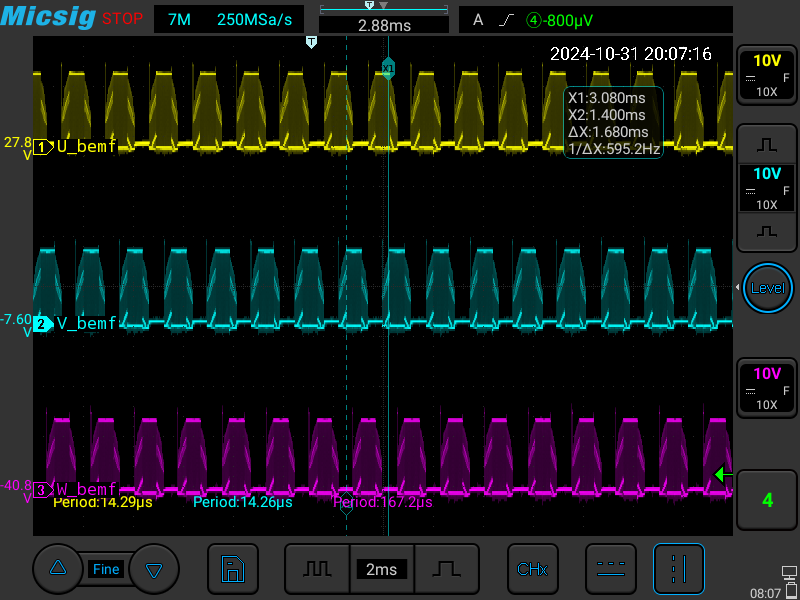 Micsig STOP 7M 250MSa/s T 2.88ms A ④-800μV
T
2024-10-31 20:07:16
X1
10V
F
10X
X1:3.080ms
X2:1.400ms
ΔX:1.680ms
1/ΔX:595.2Hz
27.8
V
1 U_bemf
10V
F
10X
Level
-7.60
V
2 V_bemf
10V
F
10X
-40.8
V
3 W_bemf
Period:14.29μs Period:14.26μs Period:167.2μs
4
Fine 2ms CHx
08:07